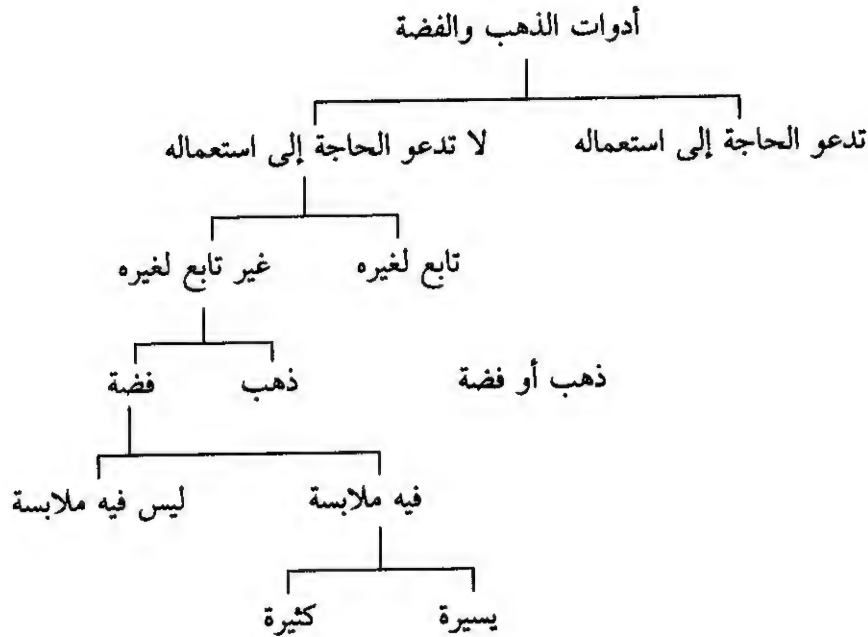 أدوات الذهب والفضة
تدعو الحاجة إلى استعماله لا تدعو الحاجة إلى استعماله
تابع لغيره غير تابع لغيره
ذهب أو فضة ذهب فضة
فيه ملابسة ليس فيه ملابسة
يسيرة كثيرة